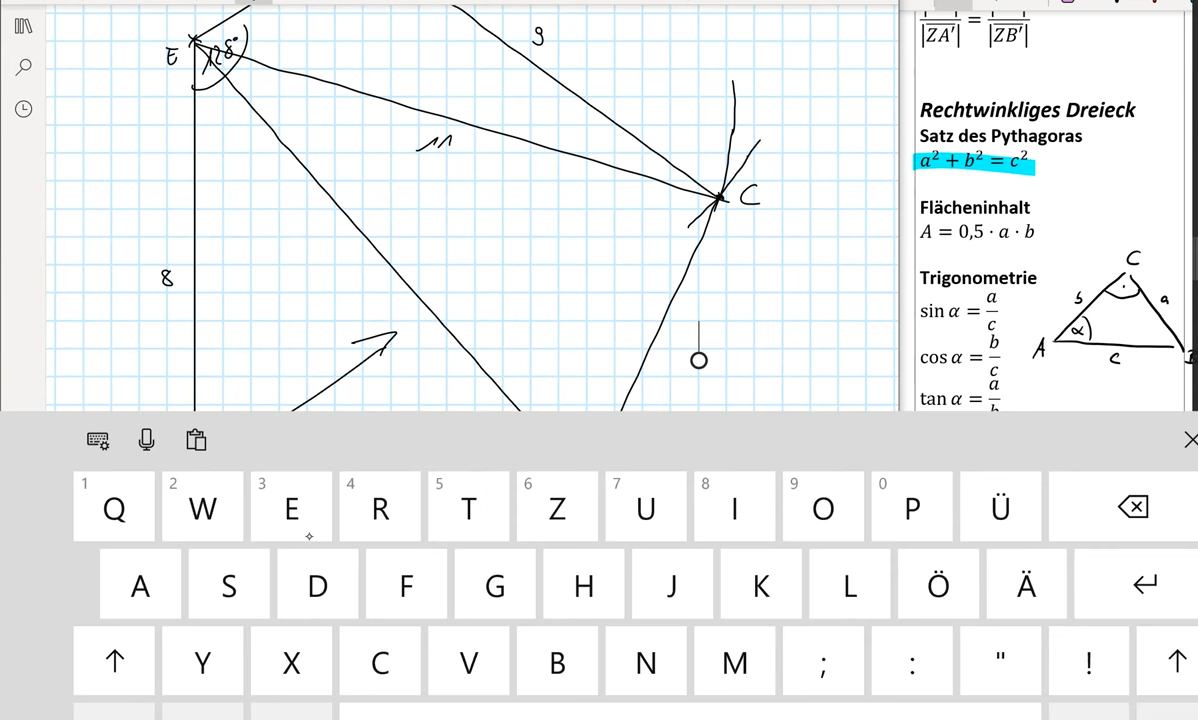 E
128°
9
11
C
8
|ZA'| = |ZB'|
Rechtwinkliges Dreieck
Satz des Pythagoras
a² + b² = c²
Flächeninhalt
A = 0,5 · a · b
Trigonometrie
sin α = a/c
cos α = b/c
tan α = a/b
C
b
a
α
A
c
B
1 2 3 4 5 6 7 8 9 0
Q W E R T Z U I O P Ü
A S D F G H J K L Ö Ä
Y X C V B N M ; : " !